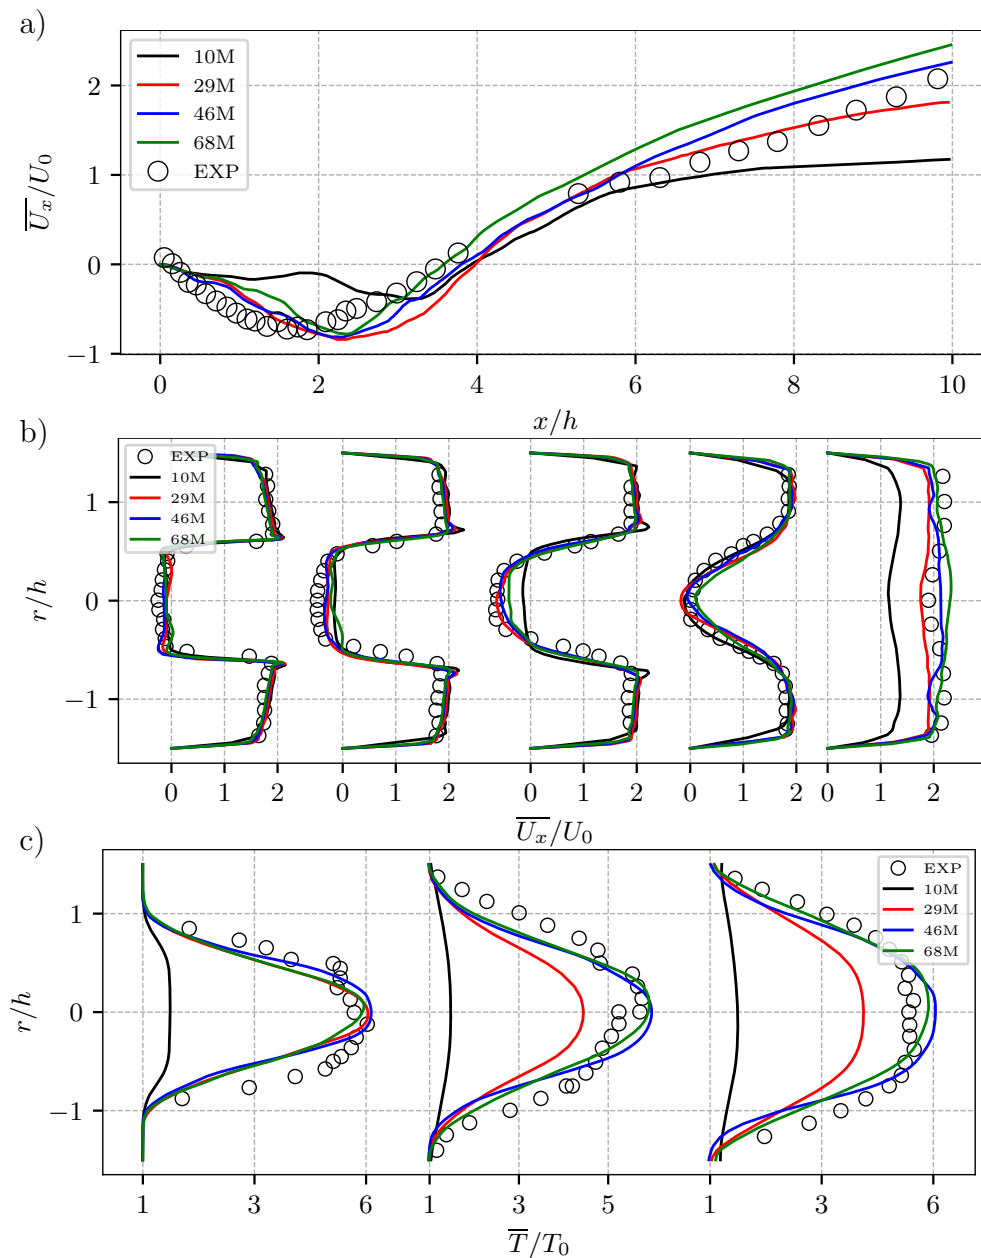 a)
10M
29M
46M
68M
EXP
2
1
0
−1
$\overline{U_x}/U_0$
0 2 4 6 8 10
x/h
b)
EXP
10M
29M
46M
68M
1
0
−1
r/h
0 1 2 0 1 2 0 1 2 0 1 2 0 1 2
$\overline{U_x}/U_0$
c)
EXP
10M
29M
46M
68M
1
0
−1
r/h
1 3 6 1 3 5 1 3 6
$\overline{T}/T_0$